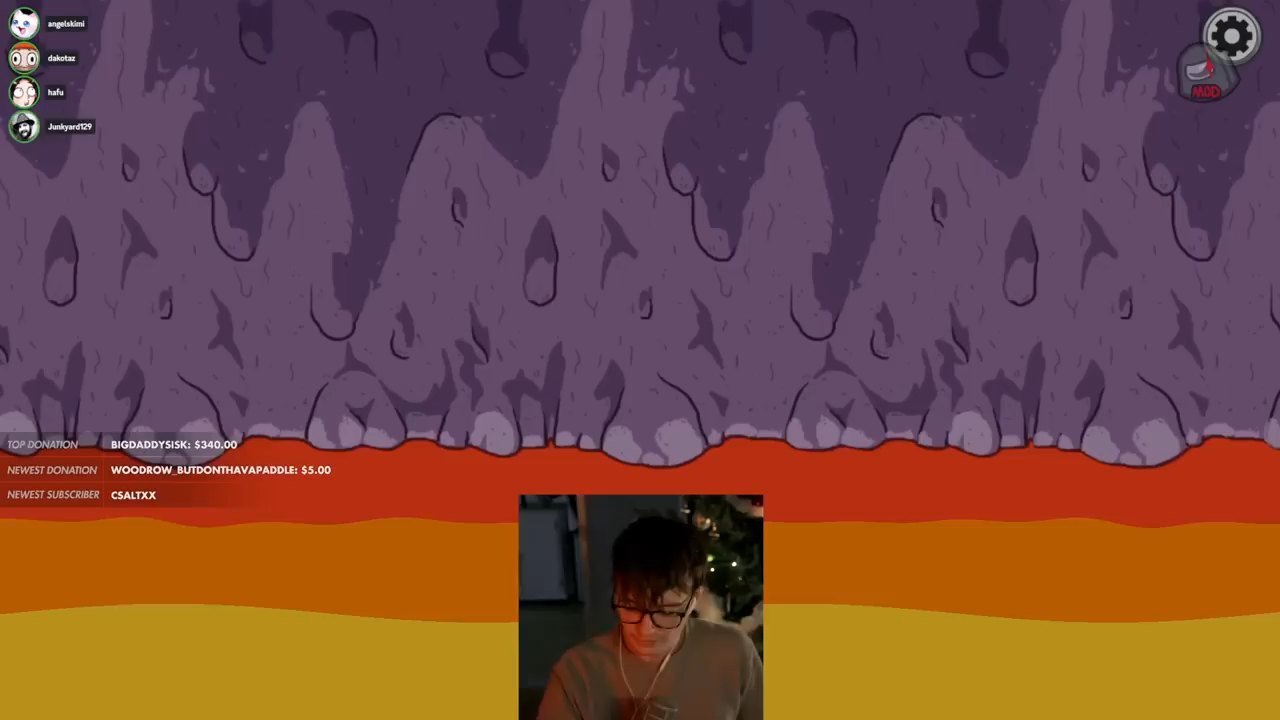 angelskimi
dakotaz
hafu
Junkyard129
MOD
TOP DONATION BIGDADDYSISK: $340.00
NEWEST DONATION WOODROW_BUTDONTHAVAPADDLE: $5.00
NEWEST SUBSCRIBER CSALTXX